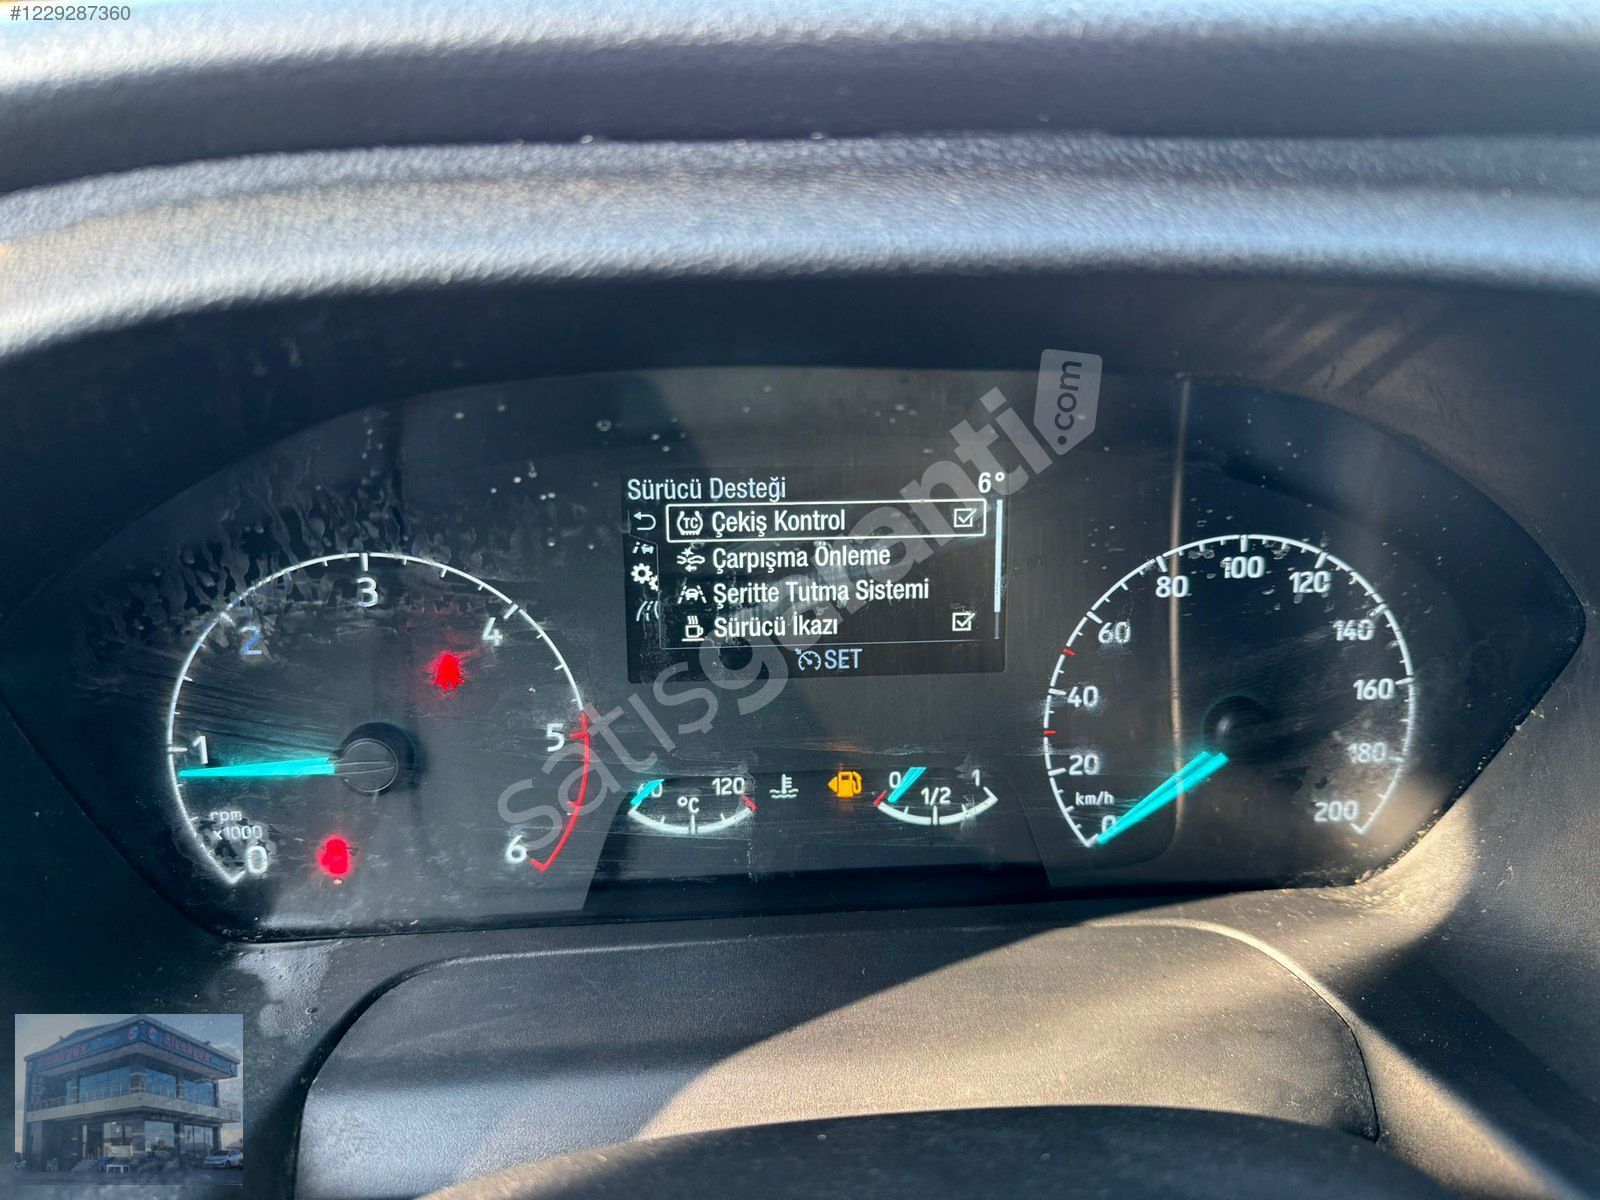 #1229287360
satışgaranti.com
Sürücü Desteği 6°
TC Çekiş Kontrol
Çarpışma Önleme
Şeritte Tutma Sistemi
Sürücü İkazı
SET
0 1 2 3 4 5 6
rpm
x1000
120
°C
0 1/2 1
0 20 40 60 80 100 120 140 160 180 200
km/h